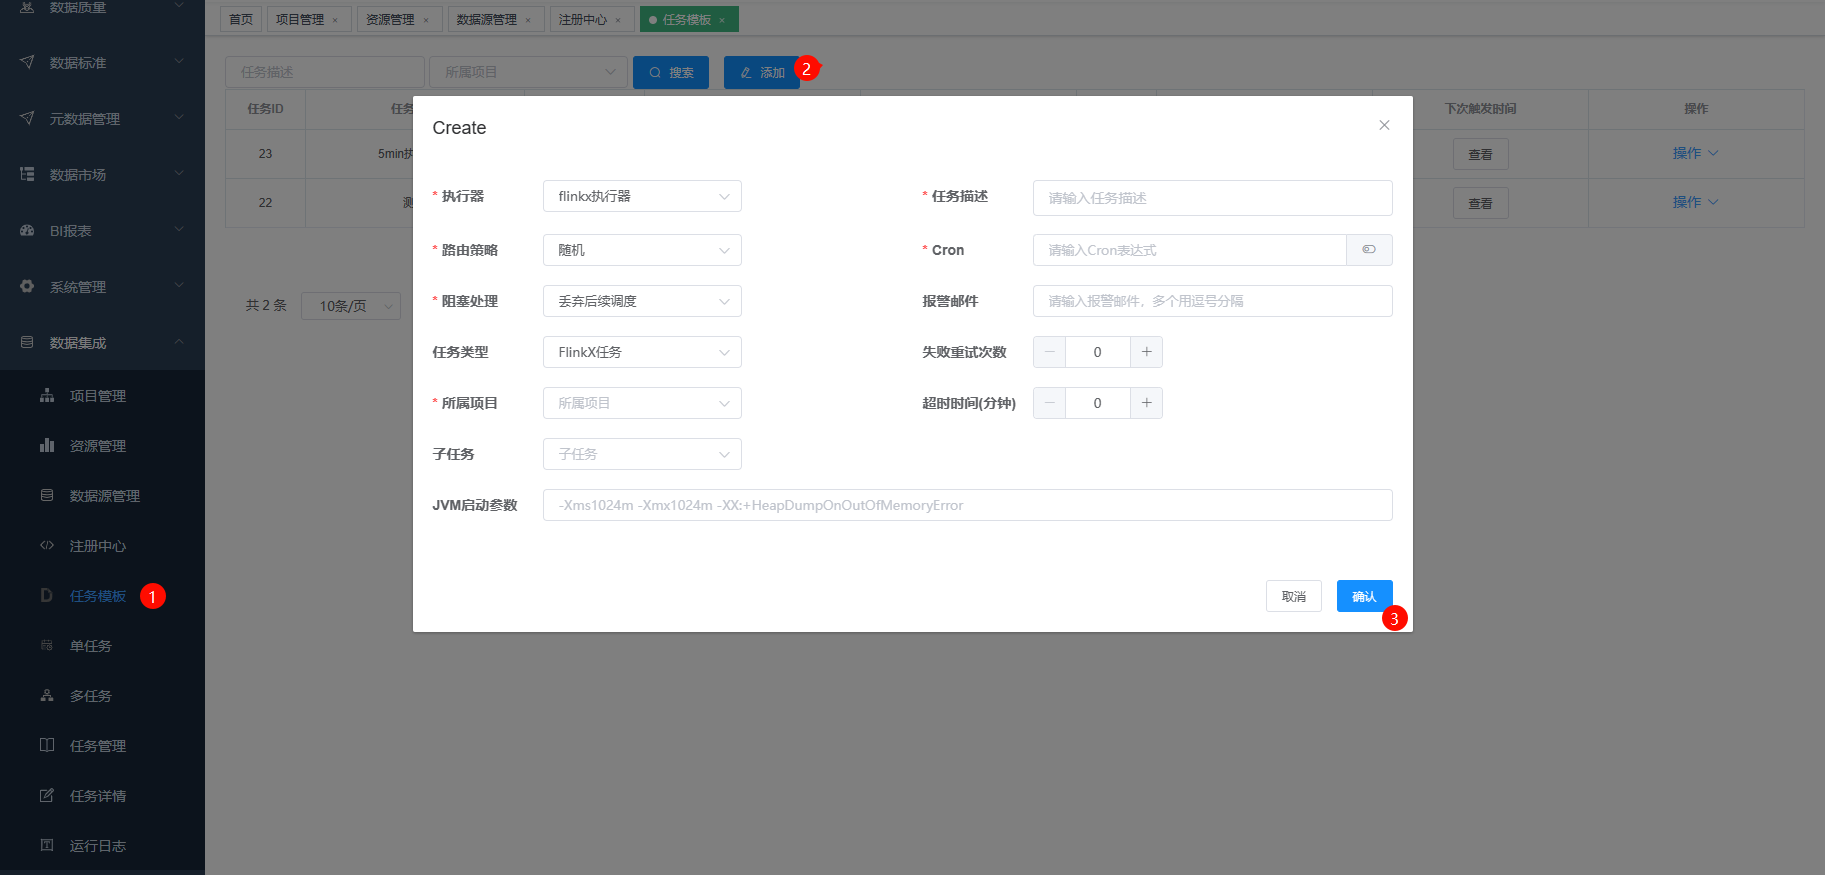 数据质量
数据标准
元数据管理
数据市场
BI报表
系统管理
数据集成
项目管理
资源管理
数据源管理
注册中心
任务模板 1
单任务
多任务
任务管理
任务详情
运行日志
首页 项目管理 × 资源管理 × 数据源管理 × 注册中心 × 任务模板 ×
任务描述 所属项目 搜索 添加 2
任务ID 任务 下次触发时间 操作
23 5min执 查看 操作
22 测 查看 操作
共 2 条 10条/页
Create
* 执行器 flinkx执行器 * 任务描述 请输入任务描述
* 路由策略 随机 * Cron 请输入Cron表达式
* 阻塞处理 丢弃后续调度 报警邮件 请输入报警邮件，多个用逗号分隔
任务类型 FlinkX任务 失败重试次数 0
* 所属项目 所属项目 超时时间(分钟) 0
子任务 子任务
JVM启动参数 -Xms1024m -Xmx1024m -XX:+HeapDumpOnOutOfMemoryError
取消 确认 3